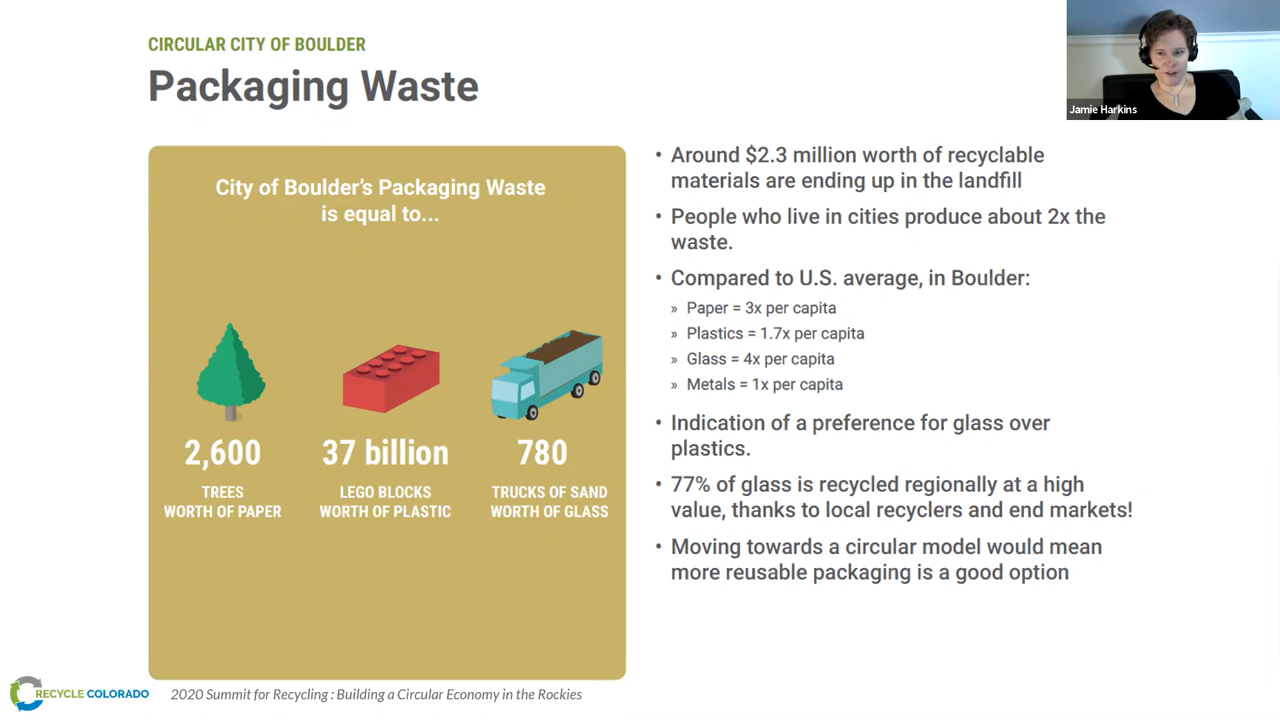 CIRCULAR CITY OF BOULDER
Packaging Waste
Jamie Harkins
City of Boulder's Packaging Waste
is equal to...
2,600
TREES
WORTH OF PAPER
37 billion
LEGO BLOCKS
WORTH OF PLASTIC
780
TRUCKS OF SAND
WORTH OF GLASS
• Around $2.3 million worth of recyclable
materials are ending up in the landfill
• People who live in cities produce about 2x the
waste.
• Compared to U.S. average, in Boulder:
» Paper = 3x per capita
» Plastics = 1.7x per capita
» Glass = 4x per capita
» Metals = 1x per capita
• Indication of a preference for glass over
plastics.
• 77% of glass is recycled regionally at a high
value, thanks to local recyclers and end markets!
• Moving towards a circular model would mean
more reusable packaging is a good option
RECYCLE COLORADO
2020 Summit for Recycling : Building a Circular Economy in the Rockies